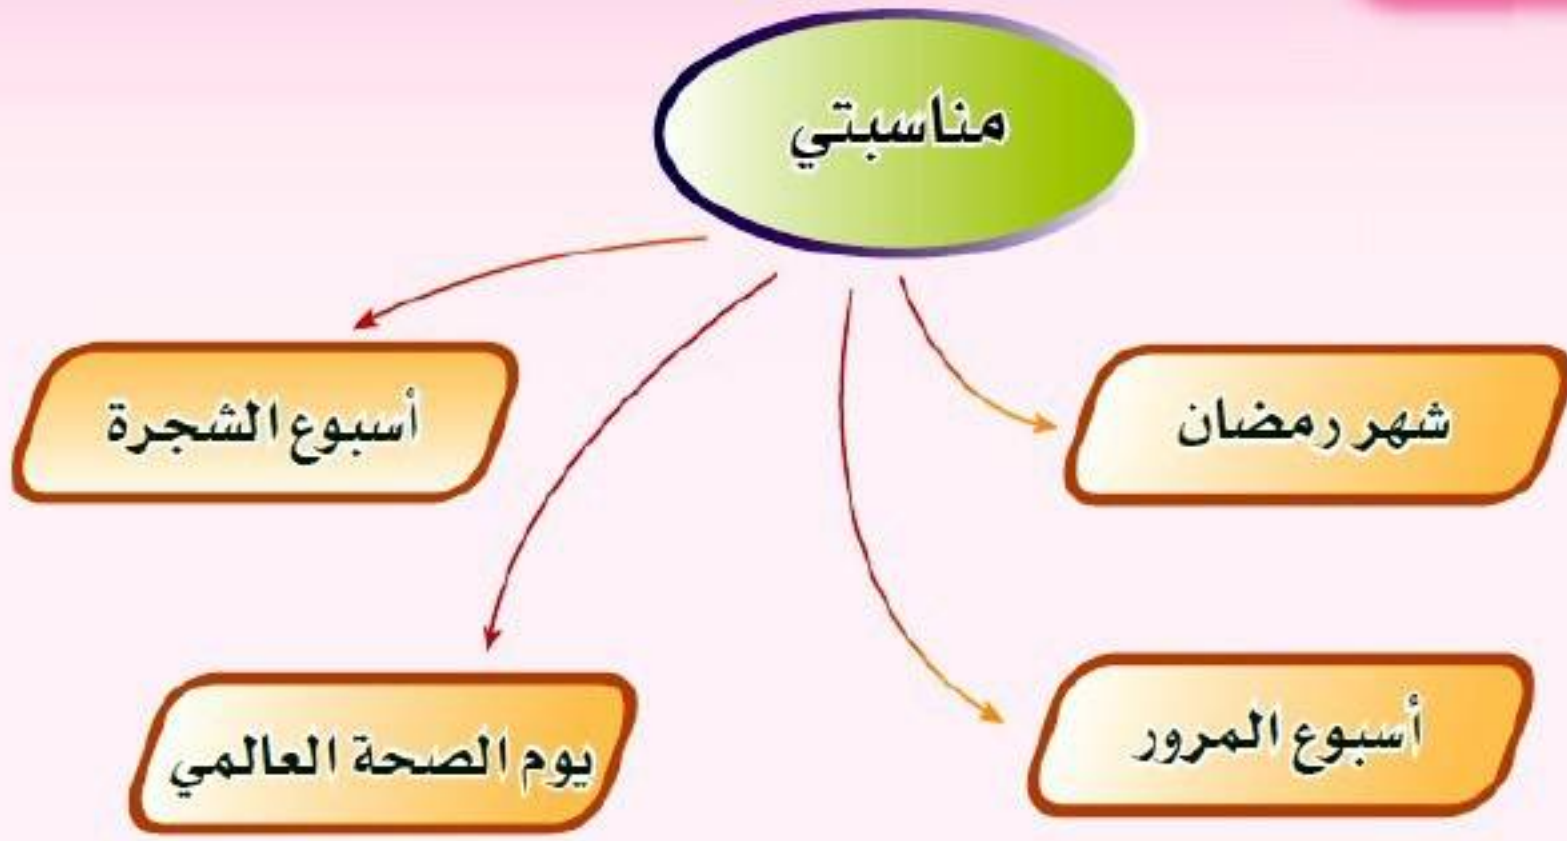 مناسبتي
شهر رمضان
أسبوع الشجرة
أسبوع المرور
يوم الصحة العالمي